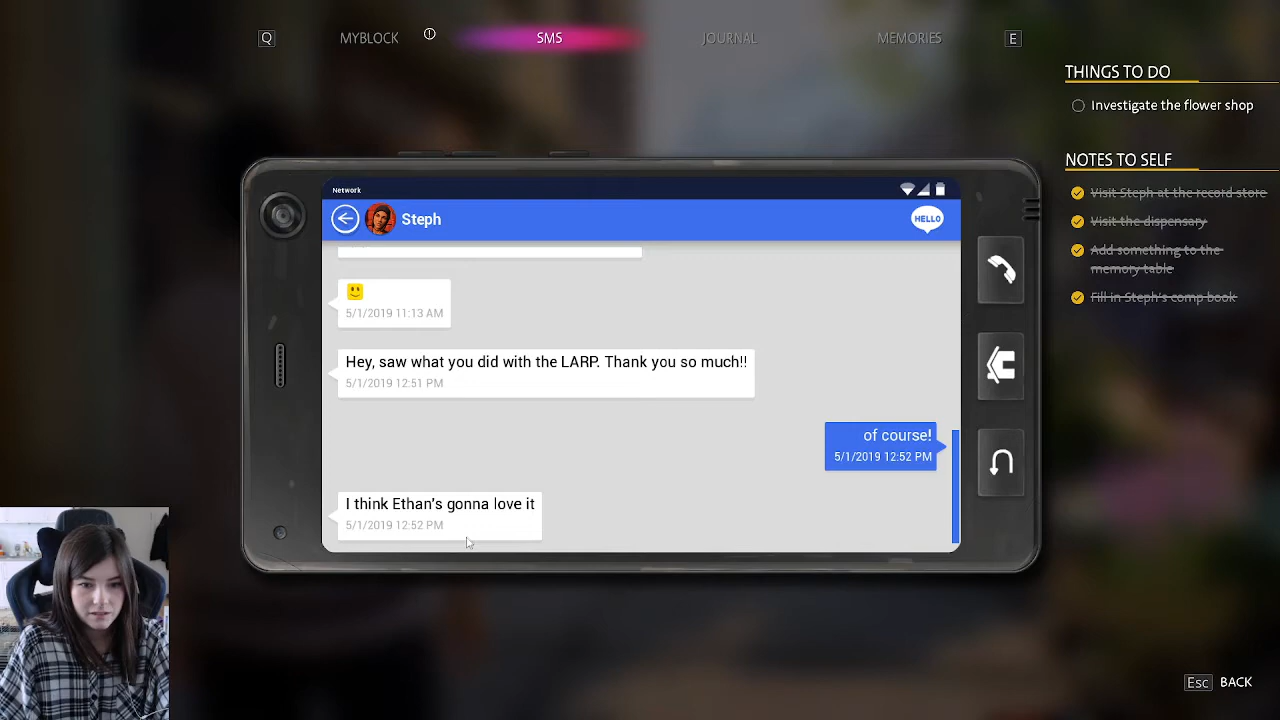 Q
MYBLOCK
SMS
JOURNAL
MEMORIES
E
THINGS TO DO
Investigate the flower shop
NOTES TO SELF
Visit Steph at the record store
Visit the dispensary
Add something to the
memory table
Fill in Steph's comp book
Network
Steph
HELLO
5/1/2019 11:13 AM
Hey, saw what you did with the LARP. Thank you so much!!
5/1/2019 12:51 PM
of course!
5/1/2019 12:52 PM
I think Ethan's gonna love it
5/1/2019 12:52 PM
Esc BACK